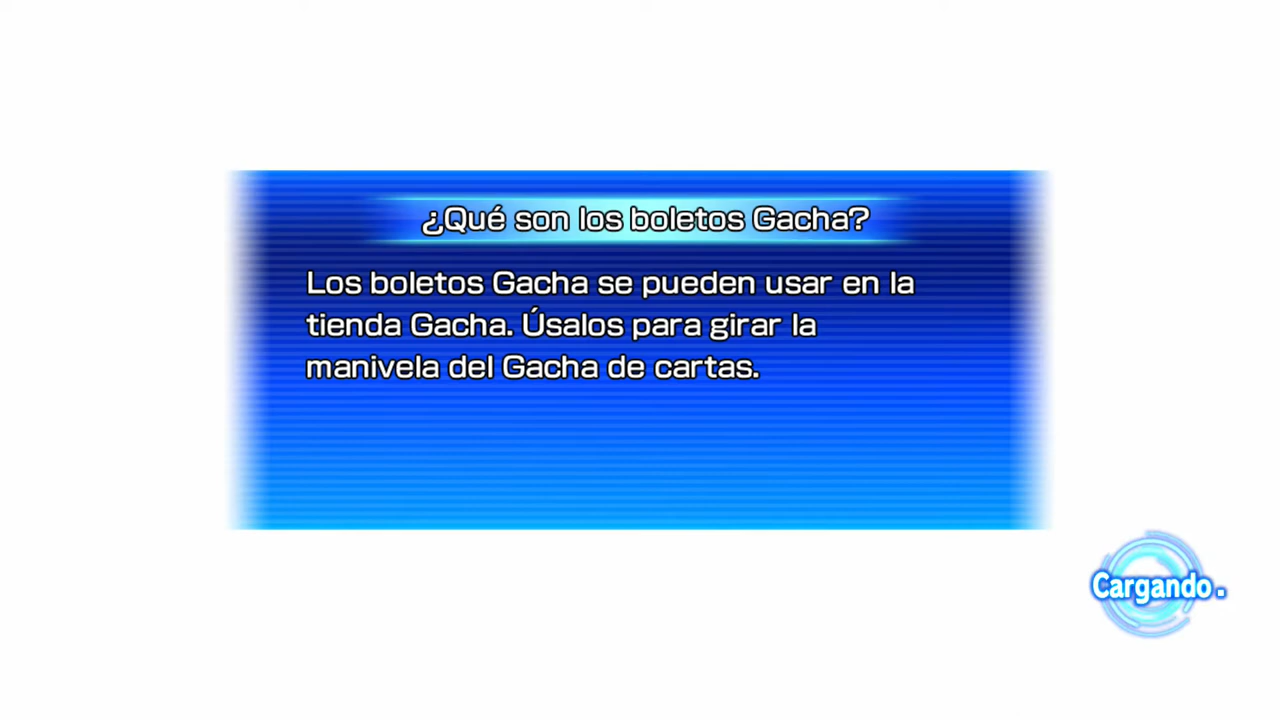 ¿Qué son los boletos Gacha?
Los boletos Gacha se pueden usar en la
tienda Gacha. Úsalos para girar la
manivela del Gacha de cartas.
Cargando.